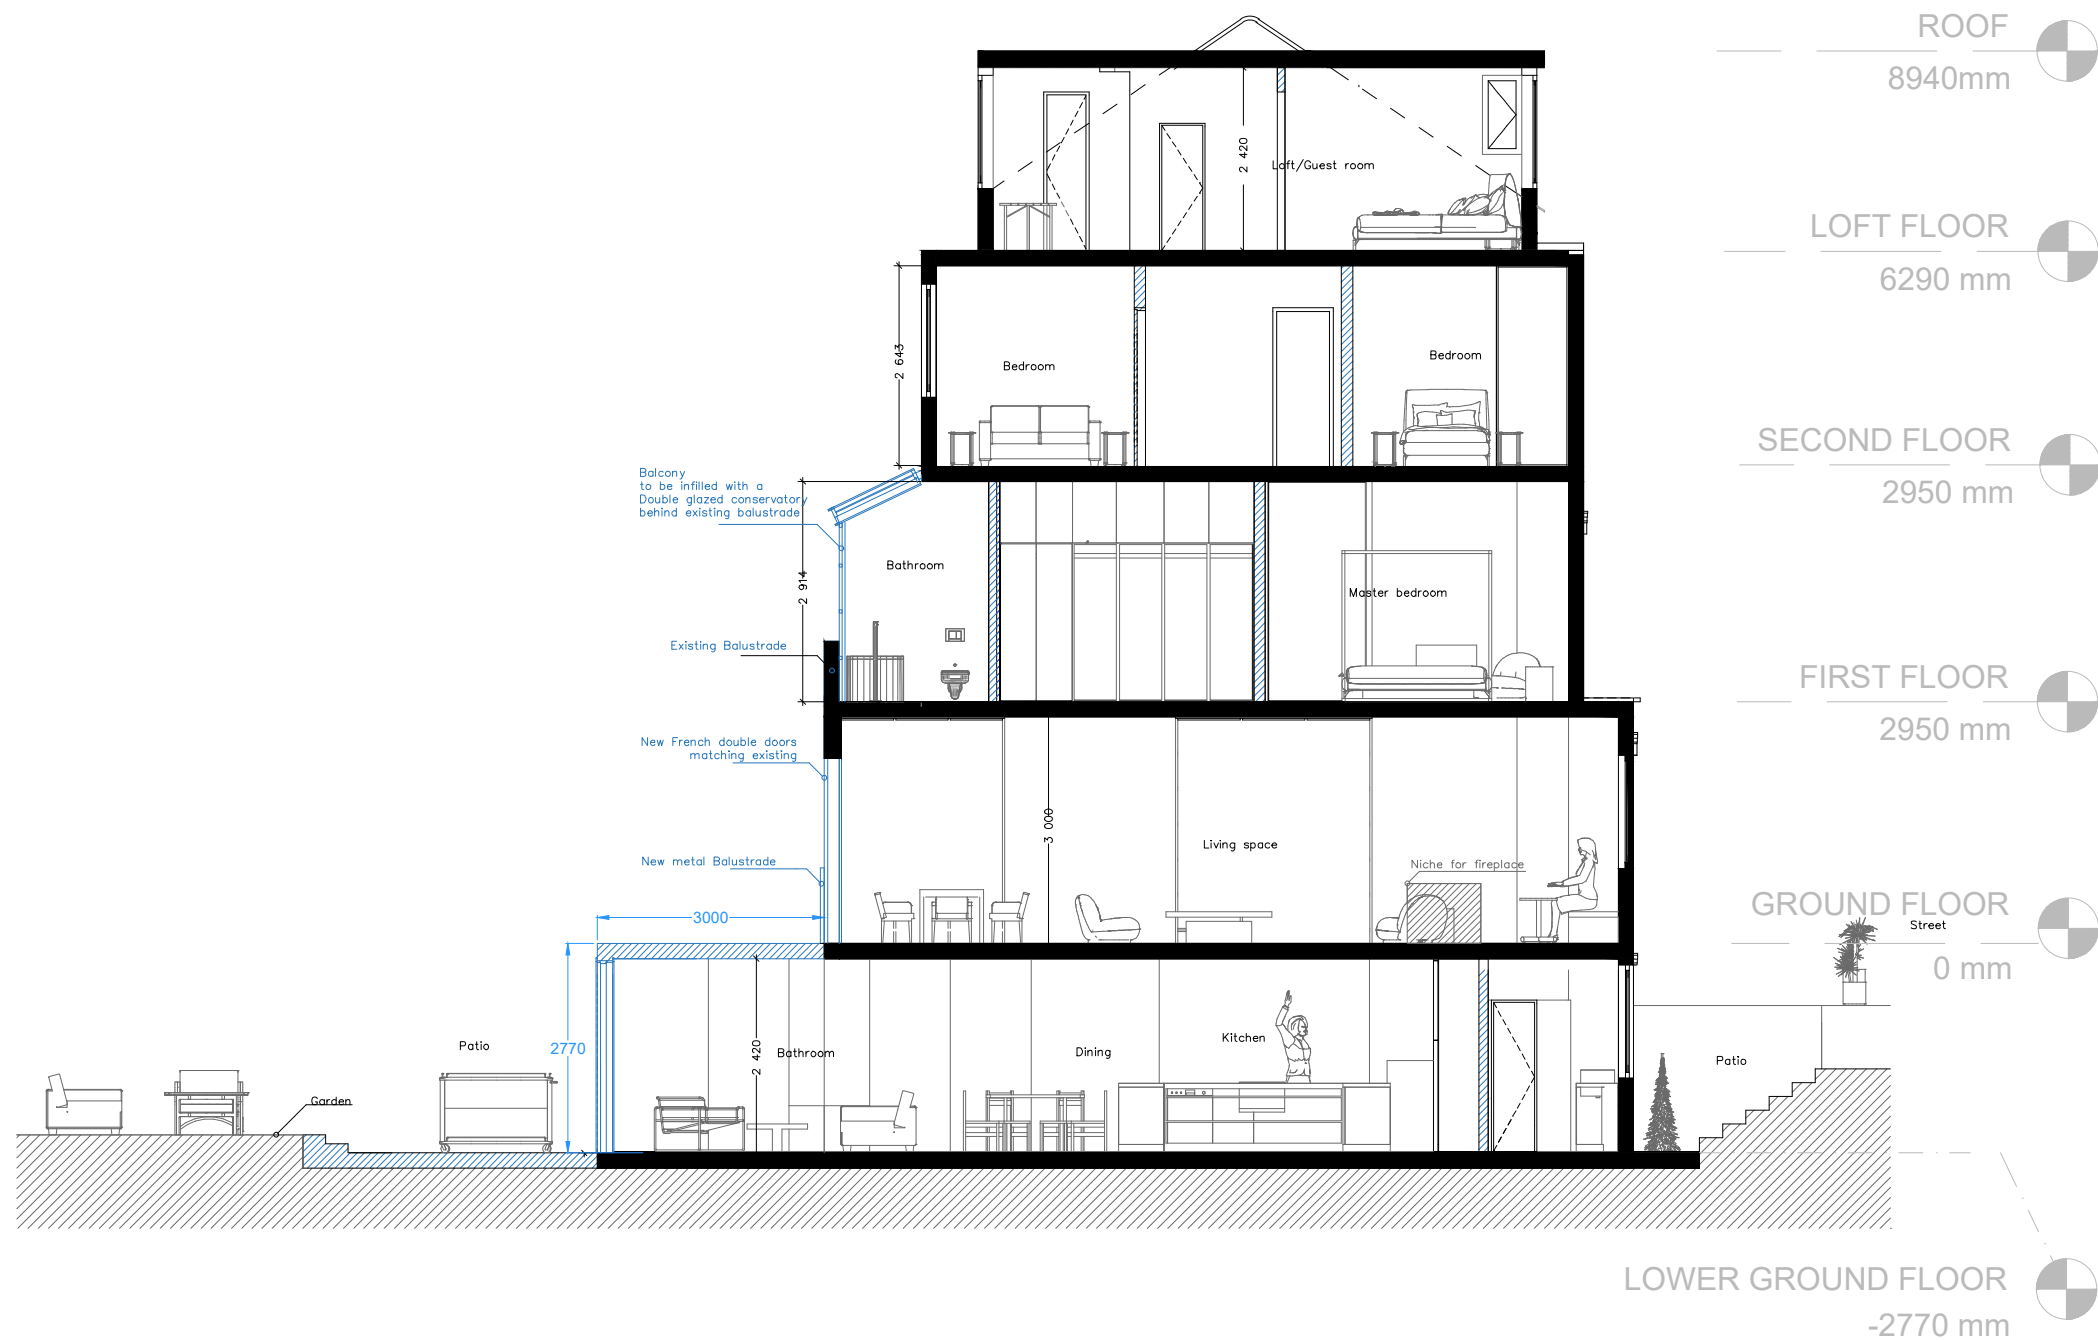 ROOF
8940mm
2 420
Loft/Guest room
LOFT FLOOR
6290 mm
2 643
Bedroom
Bedroom
SECOND FLOOR
2950 mm
Balcony
to be infilled with a
Double glazed conservatory
behind existing balustrade
2 914
Bathroom
Master bedroom
Existing Balustrade
FIRST FLOOR
2950 mm
New French double doors
matching existing
3 000
Living space
New metal Balustrade
Niche for fireplace
3000
GROUND FLOOR
Street
0 mm
Patio
2770
2 420
Bathroom
Dining
Kitchen
Patio
Garden
LOWER GROUND FLOOR
-2770 mm